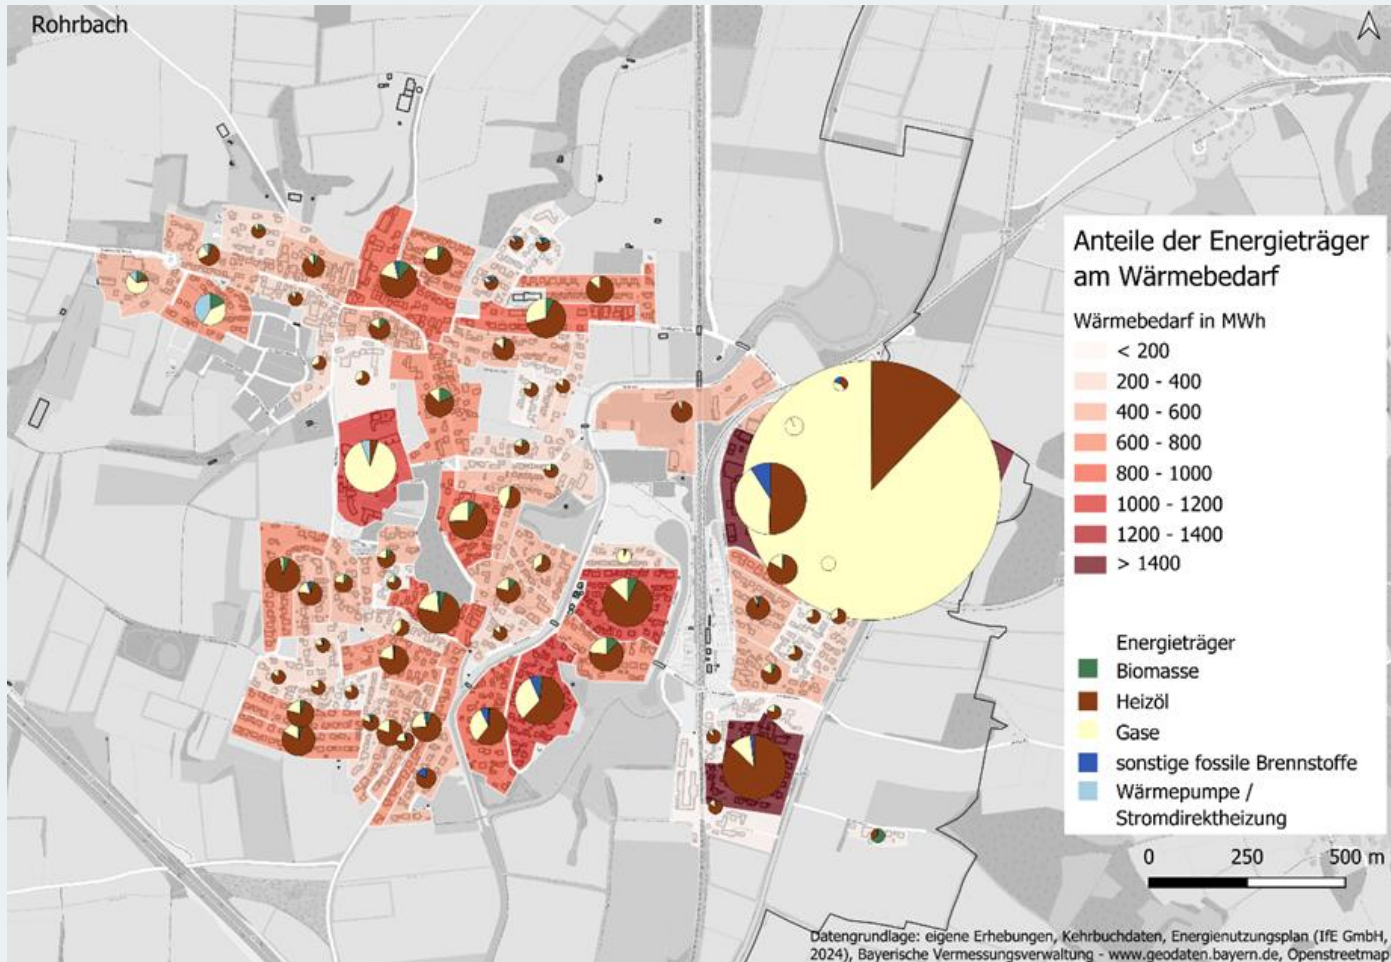 Rohrbach
Anteile der Energieträger
am Wärmebedarf
Wärmebedarf in MWh
< 200
200 - 400
400 - 600
600 - 800
800 - 1000
1000 - 1200
1200 - 1400
> 1400
Energieträger
Biomasse
Heizöl
Gase
sonstige fossile Brennstoffe
Wärmepumpe /
Stromdirektheizung
0 250 500 m
Datengrundlage: eigene Erhebungen, Kehrbuchdaten, Energienutzungsplan (IfE GmbH,
2024), Bayerische Vermessungsverwaltung - www.geodaten.bayern.de, Openstreetmap